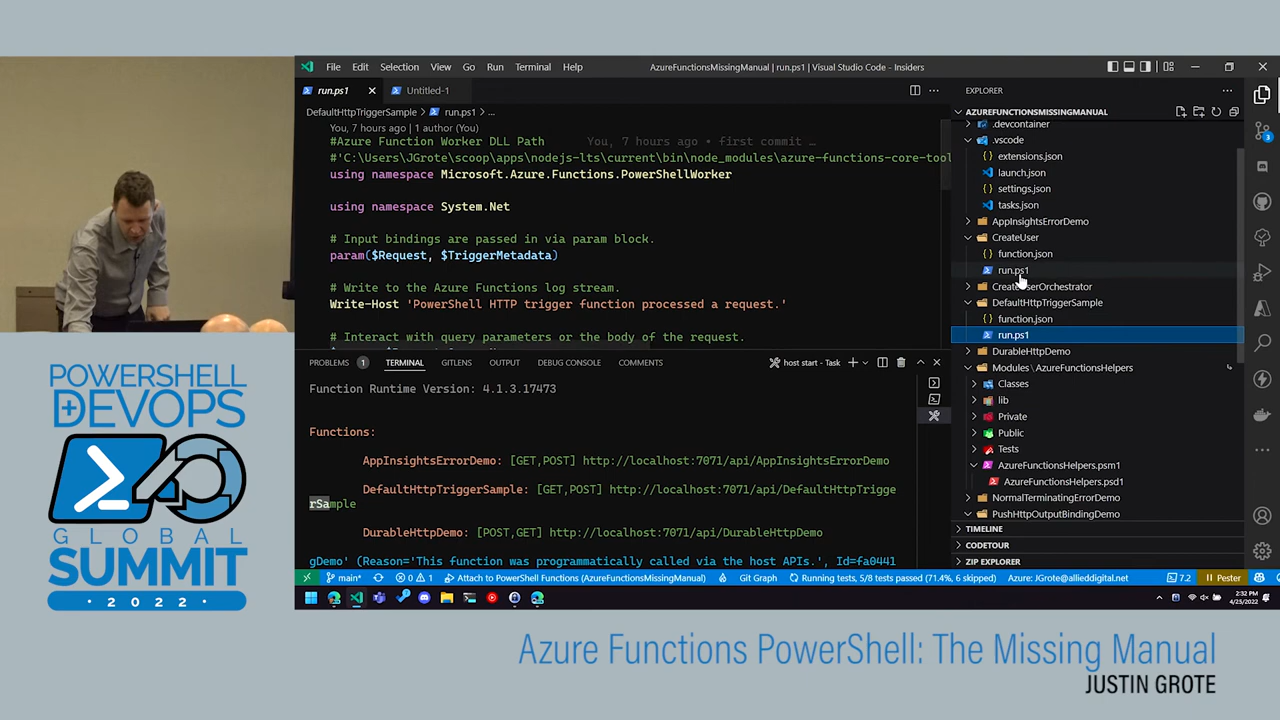 File Edit Selection View Go Run Terminal Help
AzureFunctionsMissingManual | run.ps1 | Visual Studio Code - Insiders
run.ps1
Untitled-1
DefaultHttpTriggerSample > run.ps1 > ...
You, 7 hours ago | 1 author (You)
#Azure Function Worker DLL Path You, 7 hours ago • first commit …
#'C:\Users\JGrote\scoop\apps\nodejs-lts\current\bin\node_modules\azure-functions-core-tool
using namespace Microsoft.Azure.Functions.PowerShellWorker
using namespace System.Net
# Input bindings are passed in via param block.
param($Request, $TriggerMetadata)
# Write to the Azure Functions log stream.
Write-Host 'PowerShell HTTP trigger function processed a request.'
# Interact with query parameters or the body of the request.
PROBLEMS 1 TERMINAL GITLENS OUTPUT DEBUG CONSOLE COMMENTS
host start - Task
Function Runtime Version: 4.1.3.17473
Functions:
AppInsightsErrorDemo: [GET,POST] http://localhost:7071/api/AppInsightsErrorDemo
DefaultHttpTriggerSample: [GET,POST] http://localhost:7071/api/DefaultHttpTrigge
rSample
DurableHttpDemo: [POST,GET] http://localhost:7071/api/DurableHttpDemo
gDemo' (Reason='This function was programmatically called via the host APIs.', Id=fa0441
EXPLORER
AZUREFUNCTIONSMISSINGMANUAL
.devcontainer
.vscode
extensions.json
launch.json
settings.json
tasks.json
AppInsightsErrorDemo
CreateUser
function.json
run.ps1
CreateUserOrchestrator
DefaultHttpTriggerSample
function.json
run.ps1
DurableHttpDemo
Modules \ AzureFunctionsHelpers
Classes
lib
Private
Public
Tests
AzureFunctionsHelpers.psm1
AzureFunctionsHelpers.psd1
NormalTerminatingErrorDemo
PushHttpOutputBindingDemo
TIMELINE
CODETOUR
ZIP EXPLORER
3
main* 0 1 Attach to PowerShell Functions (AzureFunctionsMissingManual) Git Graph Running tests, 5/8 tests passed (71.4%, 6 skipped) Azure: JGrote@allieddigital.net 7.2 Pester
2:32 PM
4/25/2022
POWERSHELL
+DEVOPS
GLOBAL
SUMMIT
• 2022 •
Azure Functions PowerShell: The Missing Manual
JUSTIN GROTE